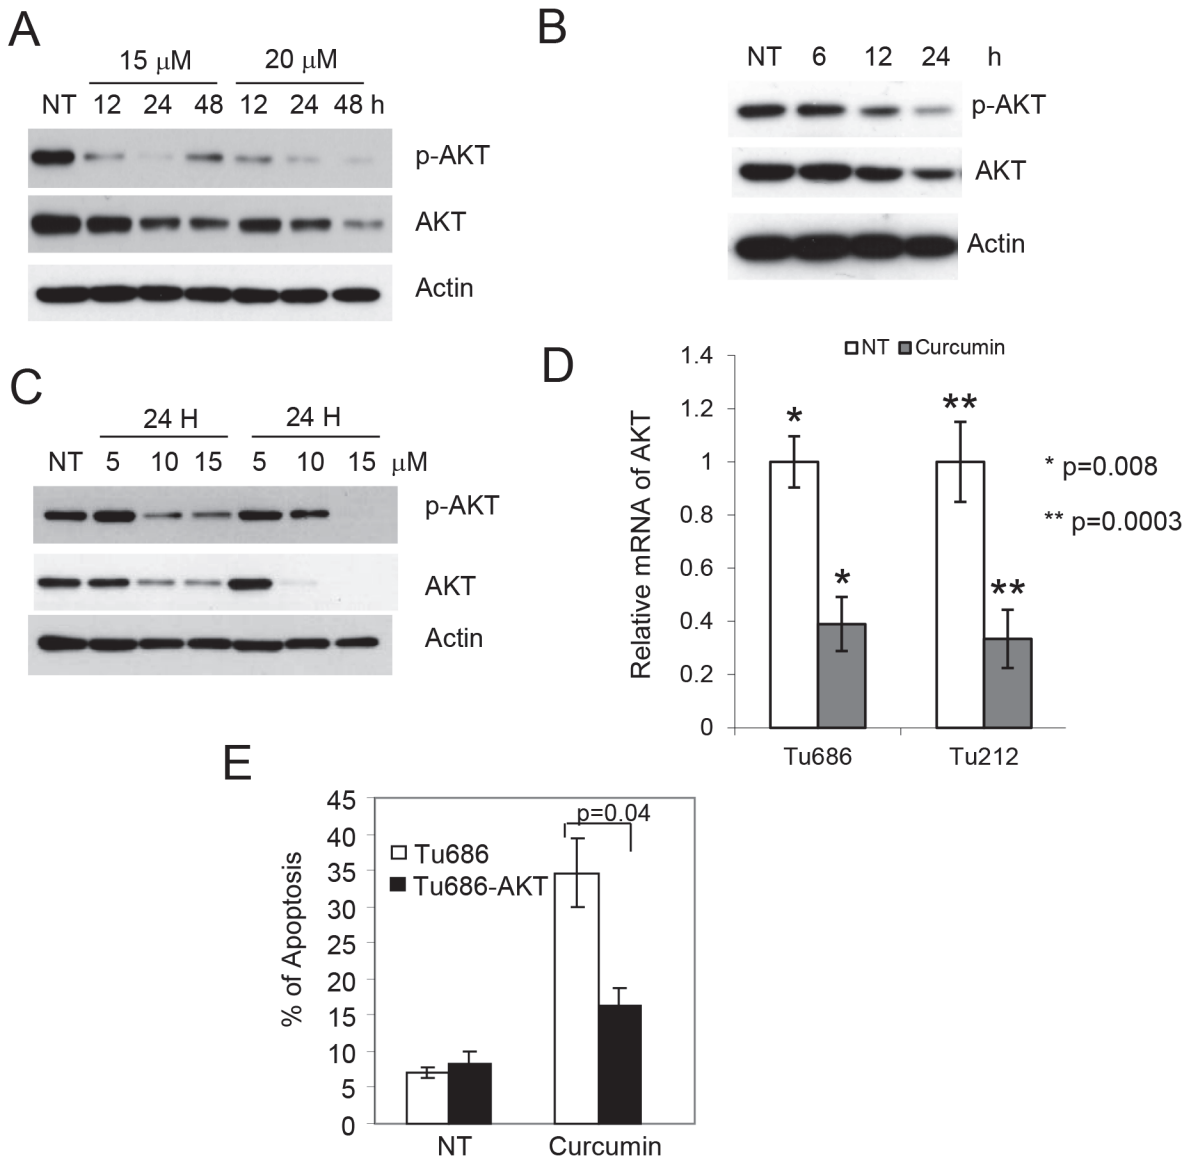 A
15 μM 20 μM
NT 12 24 48 12 24 48 h
p-AKT
AKT
Actin
B
NT 6 12 24 h
p-AKT
AKT
Actin
C
24 H 24 H
NT 5 10 15 5 10 15 μM
p-AKT
AKT
Actin
D
NT Curcumin
Relative mRNA of AKT
1.4
1.2
1
0.8
0.6
0.4
0.2
0
* **
* **
* p=0.008
** p=0.0003
Tu686 Tu212
E
% of Apoptosis
45
40
35
30
25
20
15
10
5
0
p=0.04
Tu686
Tu686-AKT
NT Curcumin